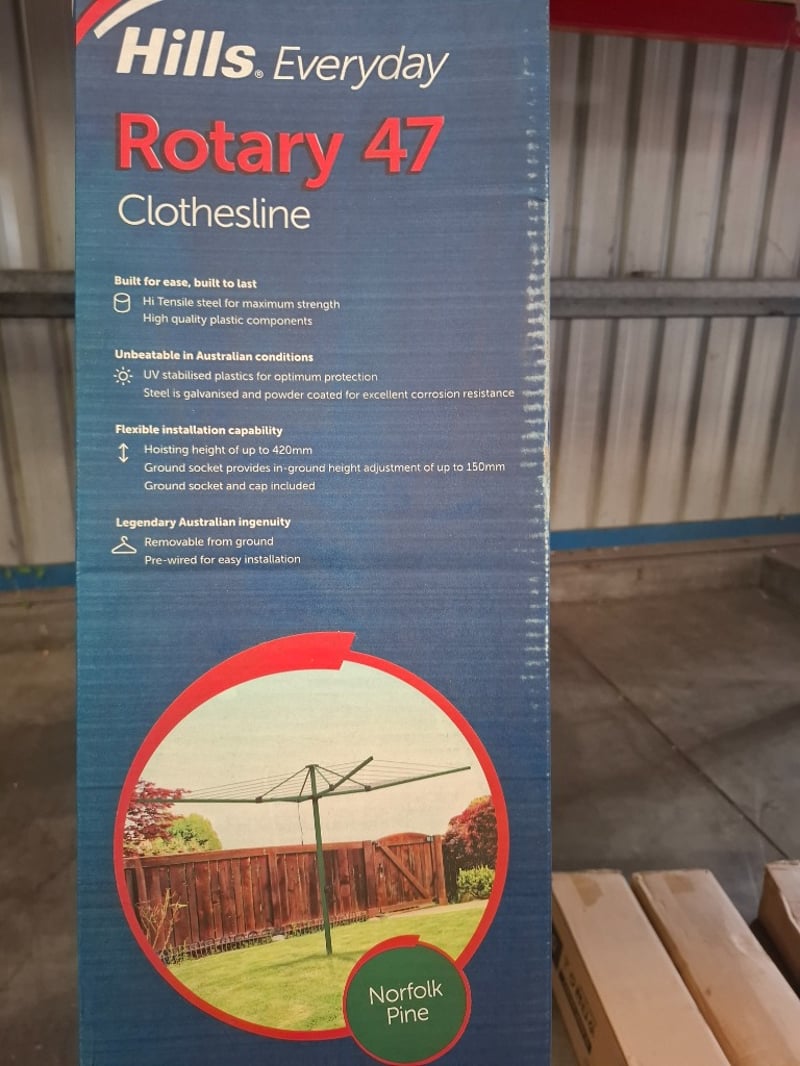 Hills® Everyday
Rotary 47
Clothesline
Built for ease, built to last
Hi Tensile steel for maximum strength
High quality plastic components
Unbeatable in Australian conditions
UV stabilised plastics for optimum protection
Steel is galvanised and powder coated for excellent corrosion resistance
Flexible installation capability
Hoisting height of up to 420mm
Ground socket provides in-ground height adjustment of up to 150mm
Ground socket and cap included
Legendary Australian ingenuity
Removable from ground
Pre-wired for easy installation
Norfolk
Pine